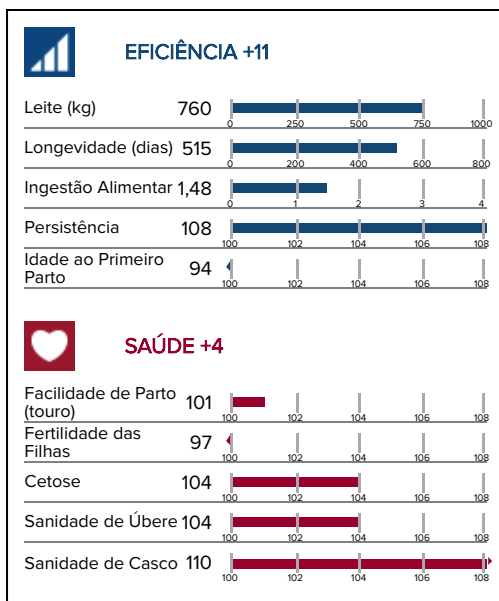 EFICIÊNCIA +11
Leite (kg) 760
0 250 500 750 1000
Longevidade (dias) 515
0 200 400 600 800
Ingestão Alimentar 1,48
0 1 2 3 4
Persistência 108
100 102 104 106 108
Idade ao Primeiro
Parto 94
100 102 104 106 108
SAÚDE +4
Facilidade de Parto
(touro) 101
100 102 104 106 108
Fertilidade das
Filhas 97
100 102 104 106 108
Cetose 104
100 102 104 106 108
Sanidade de Úbere 104
100 102 104 106 108
Sanidade de Casco 110
100 102 104 106 108